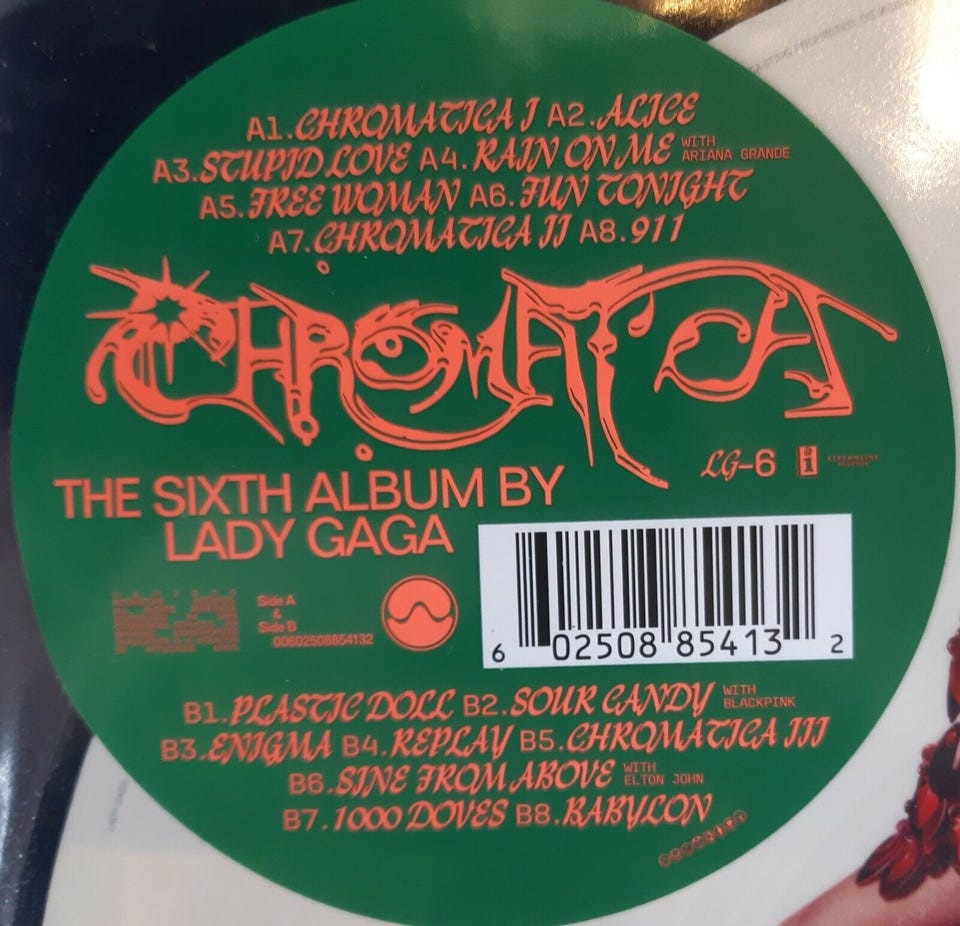 A1.CHROMATICA I A2.ALICE
A3.STUPID LOVE A4.RAIN ON ME WITH ARIANA GRANDE
A5.FREE WOMAN A6.FUN TONIGHT
A7.CHROMATICA II A8.911
CHROMATICA
LG-6 i STREAMLINE RECORDS
THE SIXTH ALBUM BY
LADY GAGA
Side A
&
Side B
00602508854132
6 02508 85413 2
B1.PLASTIC DOLL B2.SOUR CANDY WITH BLACKPINK
B3.ENIGMA B4.REPLAY B5.CHROMATICA III
B6.SINE FROM ABOVE WITH ELTON JOHN
B7.1000 DOVES B8.BABYLON